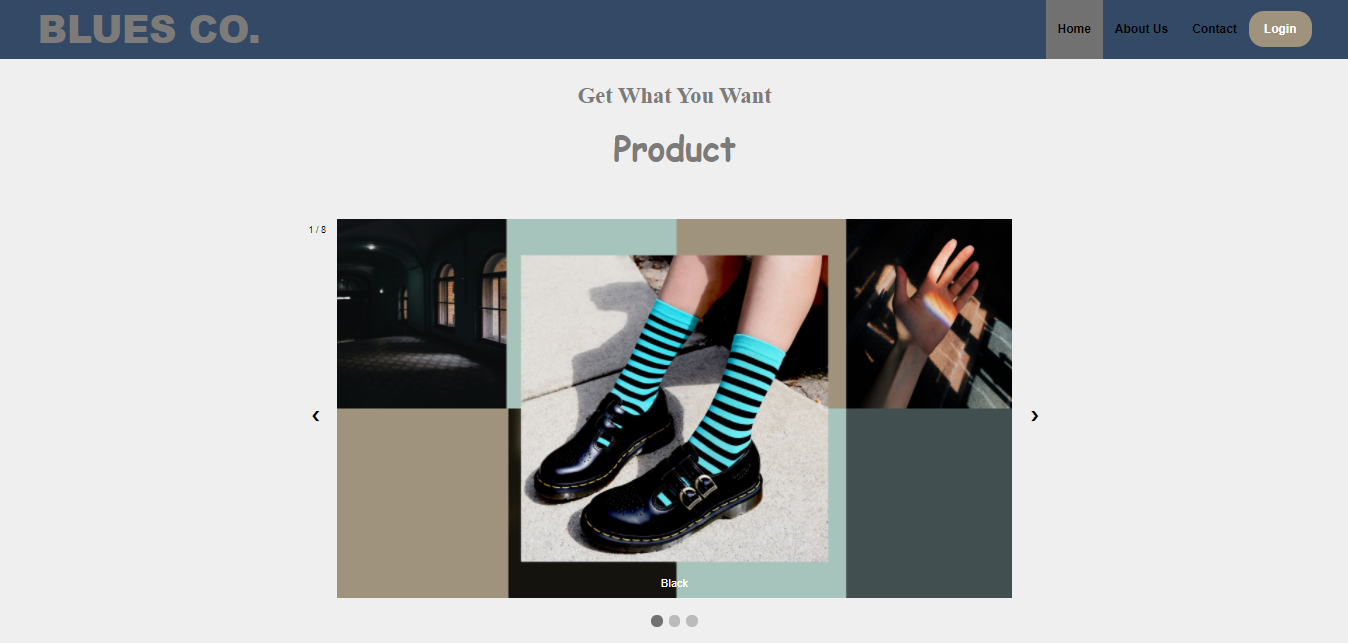 BLUES CO.
Home
About Us
Contact
Login
Get What You Want
Product
1 / 8
❮
❯
Black